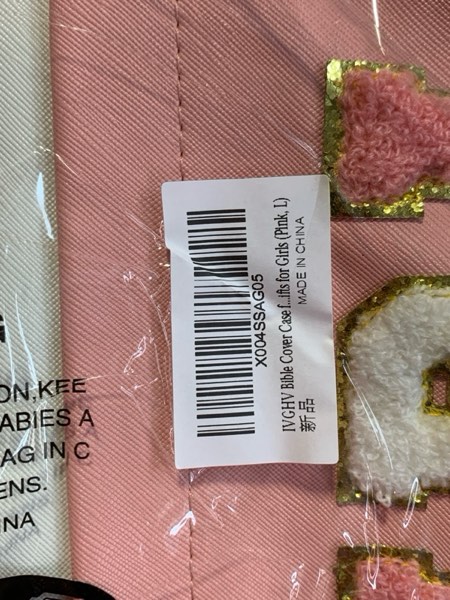 X004SSAG05
IVGHV Bible Cover Case f...ifts for Girls (Pink, L)
新品
MADE IN CHINA
G
ON.KEE
ABIES A
AG IN C
ENS.
INA